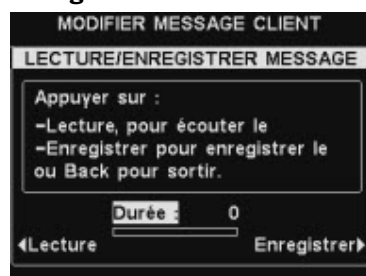 MODIFIER MESSAGE CLIENT
LECTURE/ENREGISTRER MESSAGE
Appuyer sur :
-Lecture, pour écouter le
-Enregistrer pour enregistrer le
ou Back pour sortir.
Durée : 0
Lecture Enregistrer